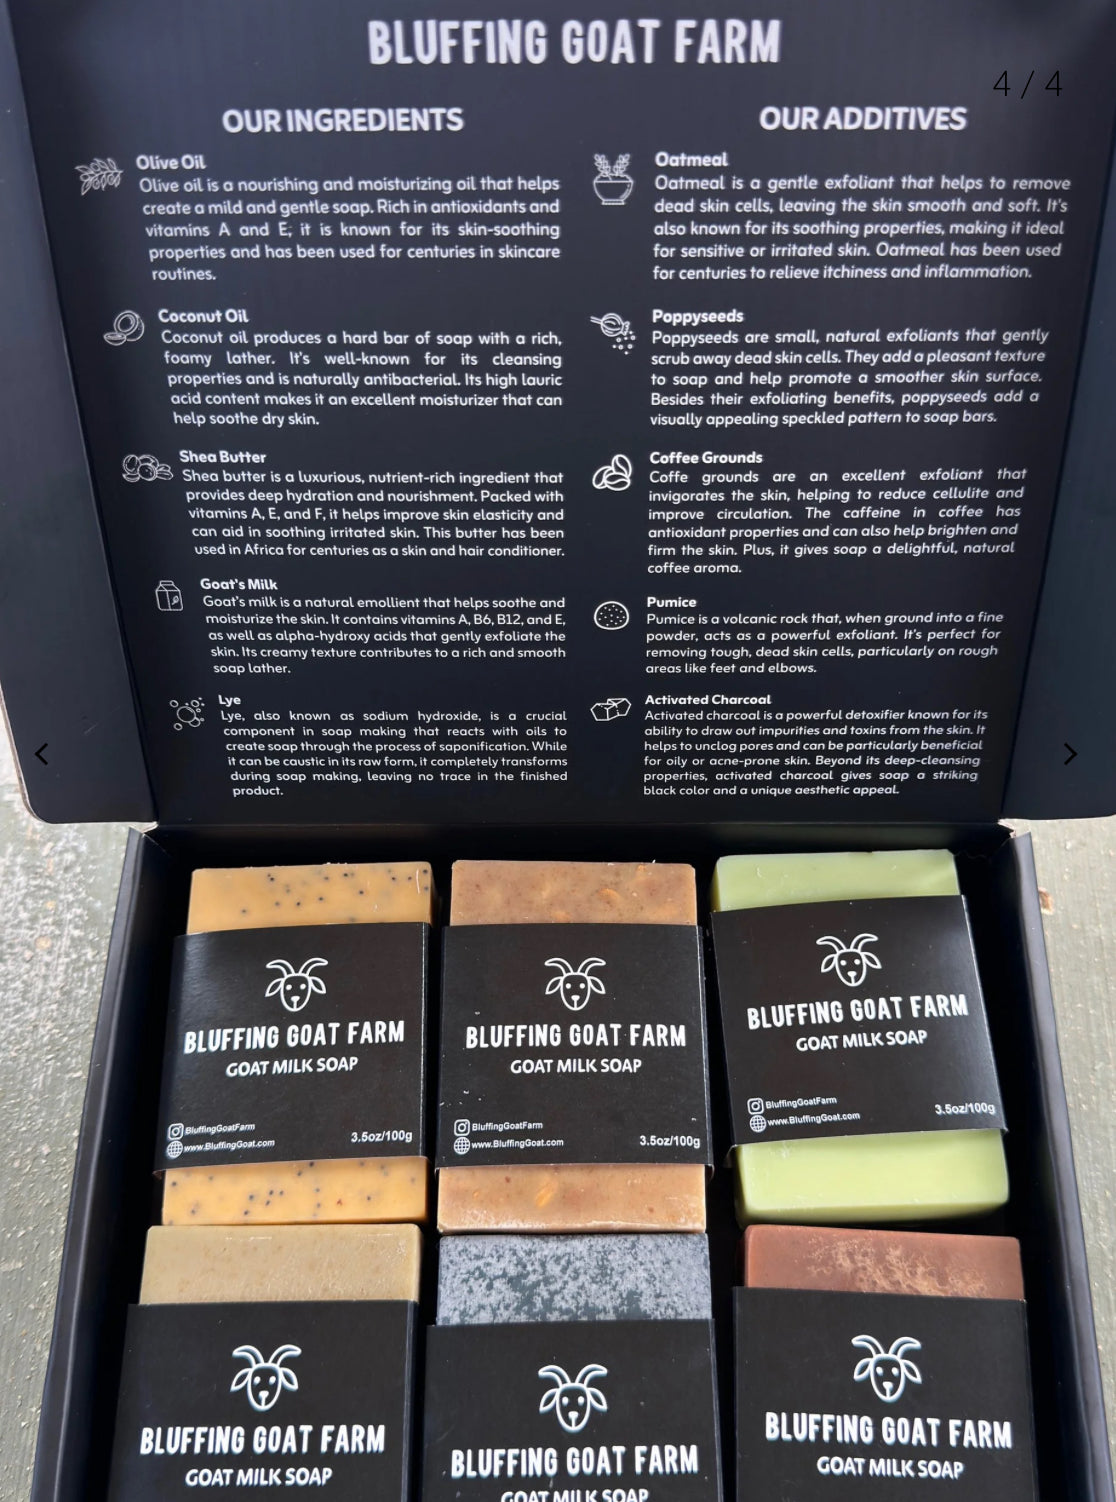 BLUFFING GOAT FARM
4 / 4
OUR INGREDIENTS
Olive Oil
Olive oil is a nourishing and moisturizing oil that helps
create a mild and gentle soap. Rich in antioxidants and
vitamins A and E, it is known for its skin-soothing
properties and has been used for centuries in skincare
routines.
Coconut Oil
Coconut oil produces a hard bar of soap with a rich,
foamy lather. It's well-known for its cleansing
properties and is naturally antibacterial. Its high lauric
acid content makes it an excellent moisturizer that can
help soothe dry skin.
Shea Butter
Shea butter is a luxurious, nutrient-rich ingredient that
provides deep hydration and nourishment. Packed with
vitamins A, E, and F, it helps improve skin elasticity and
can aid in soothing irritated skin. This butter has been
used in Africa for centuries as a skin and hair conditioner.
Goat's Milk
Goat's milk is a natural emollient that helps soothe and
moisturize the skin. It contains vitamins A, B6, B12, and E,
as well as alpha-hydroxy acids that gently exfoliate the
skin. Its creamy texture contributes to a rich and smooth
soap lather.
Lye
Lye, also known as sodium hydroxide, is a crucial
component in soap making that reacts with oils to
create soap through the process of saponification. While
it can be caustic in its raw form, it completely transforms
during soap making, leaving no trace in the finished
product.
OUR ADDITIVES
Oatmeal
Oatmeal is a gentle exfoliant that helps to remove
dead skin cells, leaving the skin smooth and soft. It's
also known for its soothing properties, making it ideal
for sensitive or irritated skin. Oatmeal has been used
for centuries to relieve itchiness and inflammation.
Poppyseeds
Poppyseeds are small, natural exfoliants that gently
scrub away dead skin cells. They add a pleasant texture
to soap and help promote a smoother skin surface.
Besides their exfoliating benefits, poppyseeds add a
visually appealing speckled pattern to soap bars.
Coffee Grounds
Coffe grounds are an excellent exfoliant that
invigorates the skin, helping to reduce cellulite and
improve circulation. The caffeine in coffee has
antioxidant properties and can also help brighten and
firm the skin. Plus, it gives soap a delightful, natural
coffee aroma.
Pumice
Pumice is a volcanic rock that, when ground into a fine
powder, acts as a powerful exfoliant. It's perfect for
removing tough, dead skin cells, particularly on rough
areas like feet and elbows.
Activated Charcoal
Activated charcoal is a powerful detoxifier known for its
ability to draw out impurities and toxins from the skin. It
helps to unclog pores and can be particularly beneficial
for oily or acne-prone skin. Beyond its deep-cleansing
properties, activated charcoal gives soap a striking
black color and a unique aesthetic appeal.
BLUFFING GOAT FARM
GOAT MILK SOAP
BluffingGoatFarm
www.BluffingGoat.com
3.5oz/100g
BLUFFING GOAT FARM
GOAT MILK SOAP
BluffingGoatFarm
www.BluffingGoat.com
3.5oz/100g
BLUFFING GOAT FARM
GOAT MILK SOAP
BluffingGoatFarm
www.BluffingGoat.com
3.5oz/100g
BLUFFING GOAT FARM
GOAT MILK SOAP
BLUFFING GOAT FARM
GOAT MILK SOAP
BLUFFING GOAT FARM
GOAT MILK SOAP